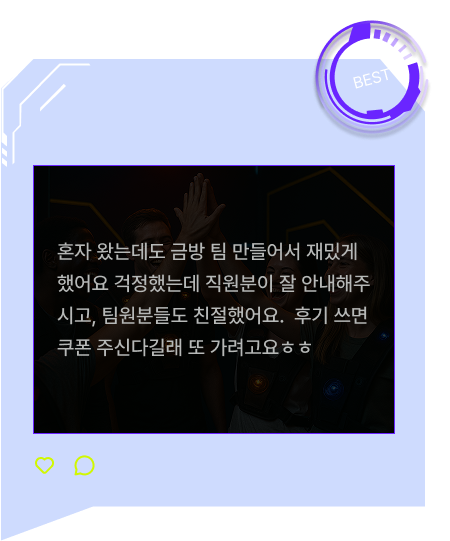 BEST
혼자 왔는데도 금방 팀 만들어서 재밌게
했어요 걱정했는데 직원분이 잘 안내해주
시고, 팀원분들도 친절했어요. 후기 쓰면
쿠폰 주신다길래 또 가려고요ㅎㅎ